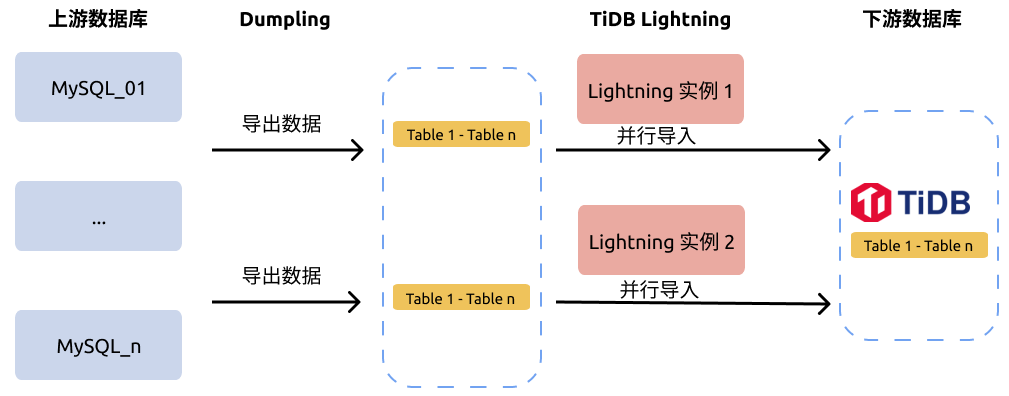 上游数据库
Dumpling
TiDB Lightning
下游数据库
MySQL_01
导出数据
Table 1 - Table n
Lightning 实例 1
并行导入
...
TiDB
Table 1 - Table n
Lightning 实例 2
导出数据
Table 1 - Table n
并行导入
MySQL_n